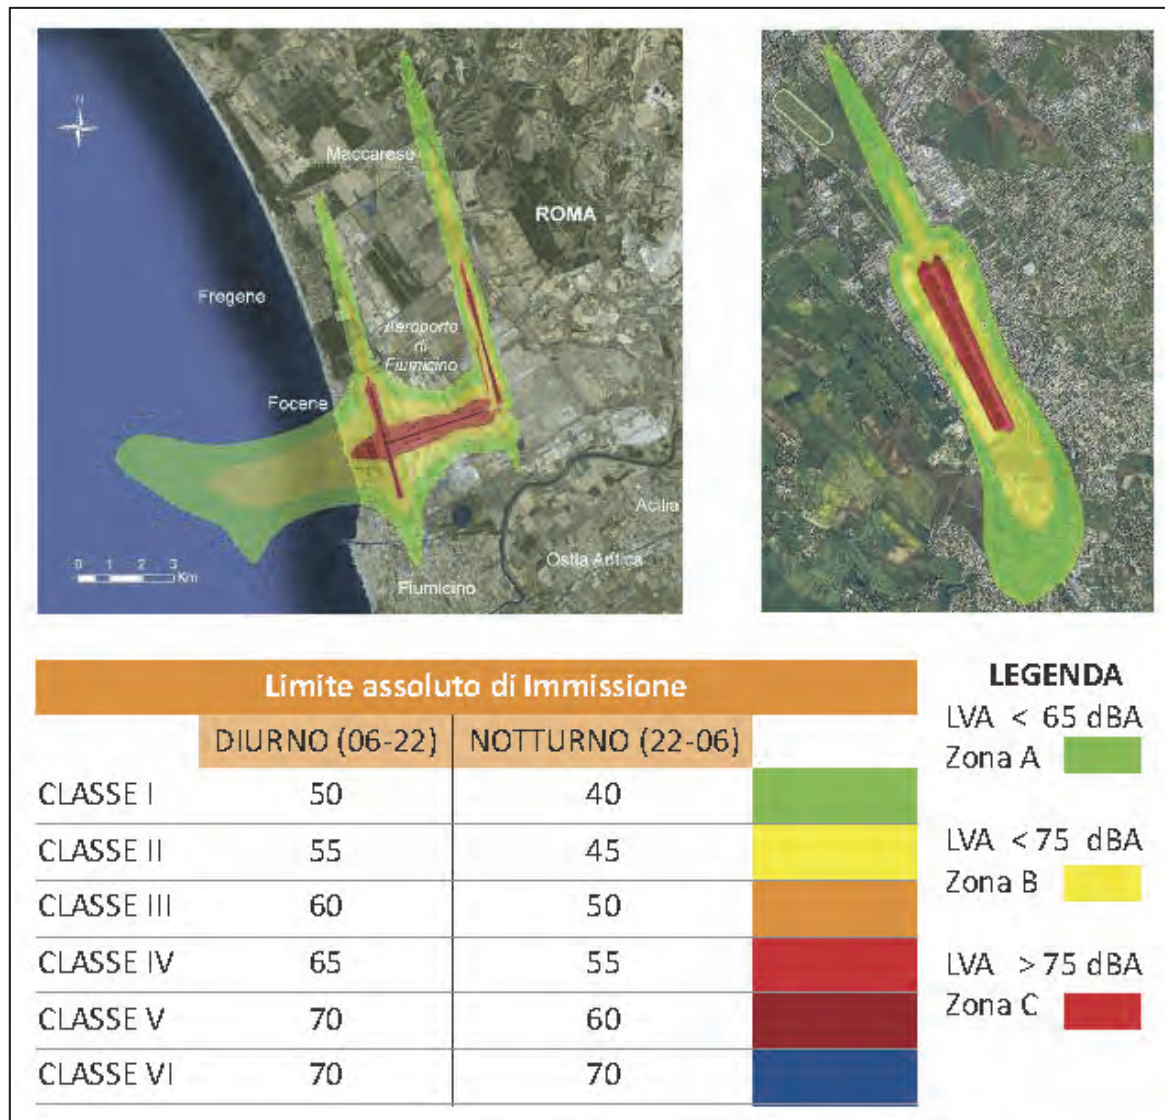 N
Maccarese
ROMA
Fregene
Aeroporto
di
Fiumicino
Focene
Acilia
Ostia Antica
0 1 2 3
Km
Fiumicino
Limite assoluto di Immissione
DIURNO (06-22) NOTTURNO (22-06)
CLASSE I 50 40
CLASSE II 55 45
CLASSE III 60 50
CLASSE IV 65 55
CLASSE V 70 60
CLASSE VI 70 70
LEGENDA
LVA < 65 dBA
Zona A
LVA < 75 dBA
Zona B
LVA > 75 dBA
Zona C